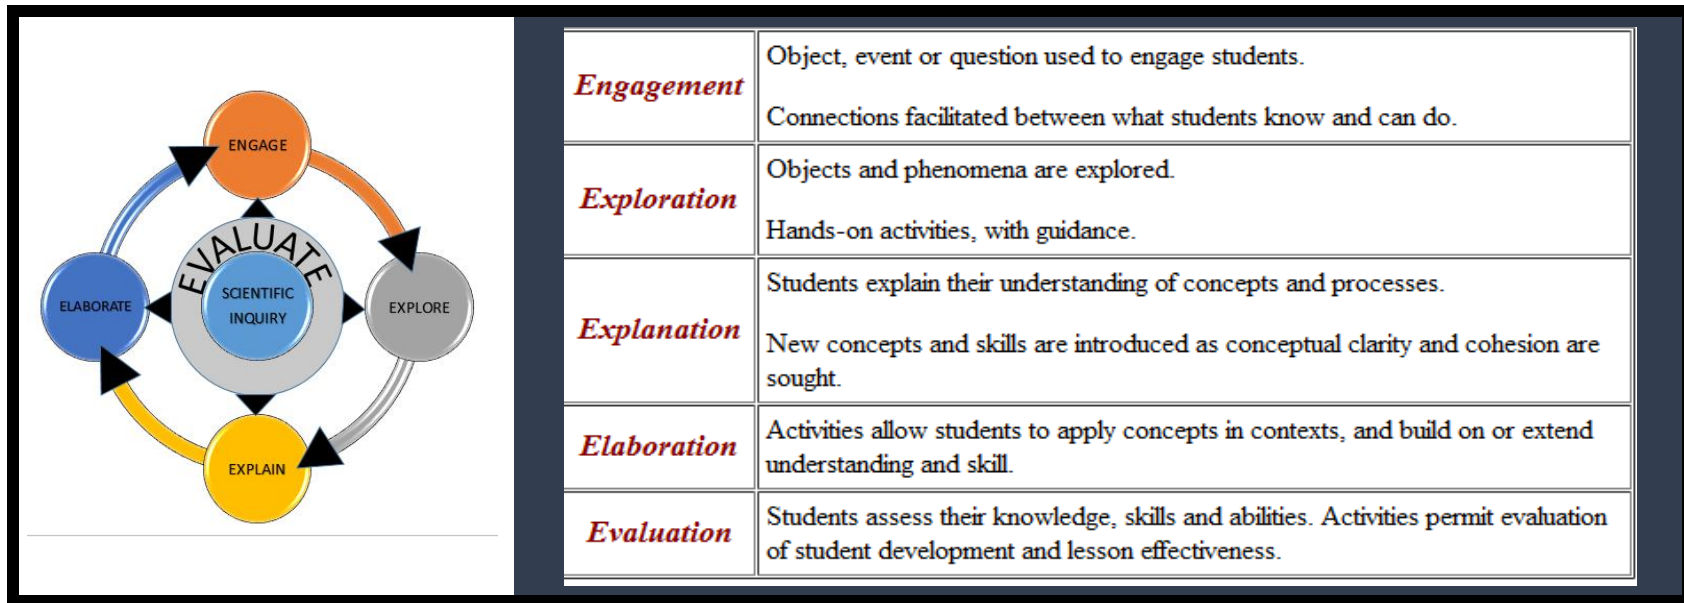 ENGAGE
EVALUATE
SCIENTIFIC
INQUIRY
ELABORATE
EXPLORE
EXPLAIN
Engagement
Object, event or question used to engage students.
Connections facilitated between what students know and can do.
Exploration
Objects and phenomena are explored.
Hands-on activities, with guidance.
Explanation
Students explain their understanding of concepts and processes.
New concepts and skills are introduced as conceptual clarity and cohesion are
sought.
Elaboration
Activities allow students to apply concepts in contexts, and build on or extend
understanding and skill.
Evaluation
Students assess their knowledge, skills and abilities. Activities permit evaluation
of student development and lesson effectiveness.